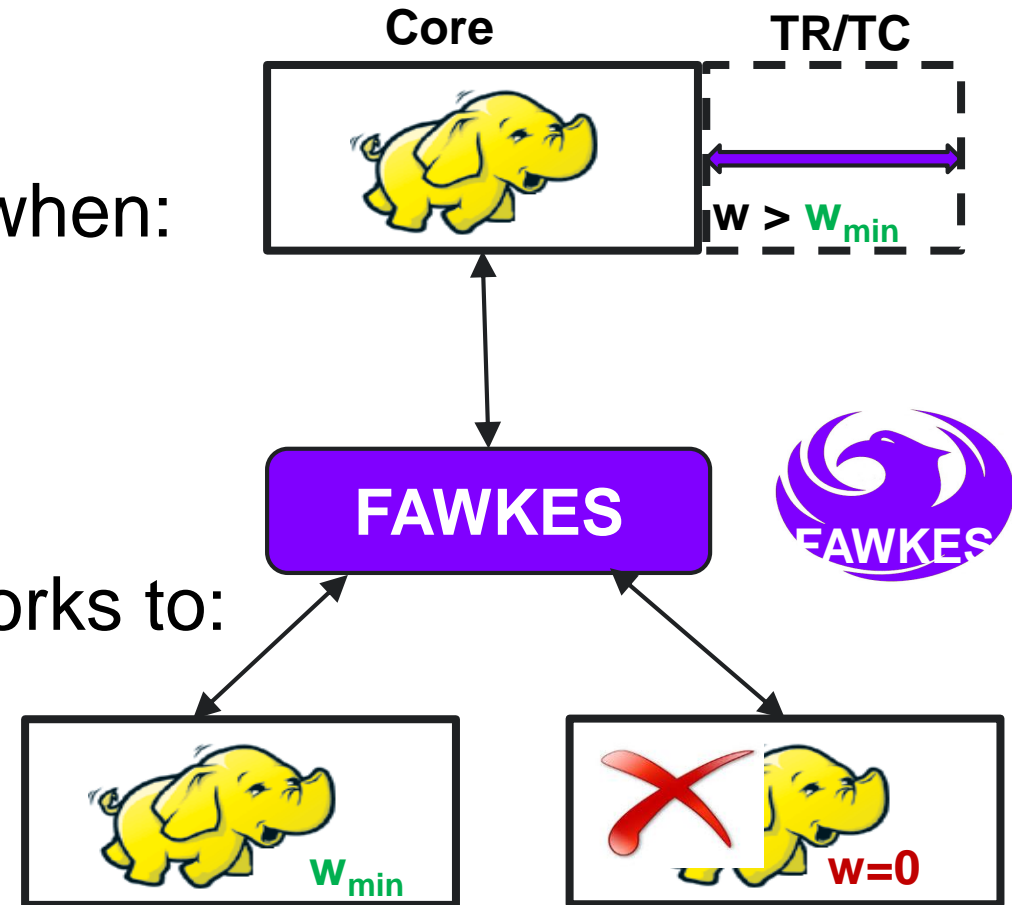 Core
TR/TC
when:
w > wmin
FAWKES
FAWKES
orks to:
wmin
w=0